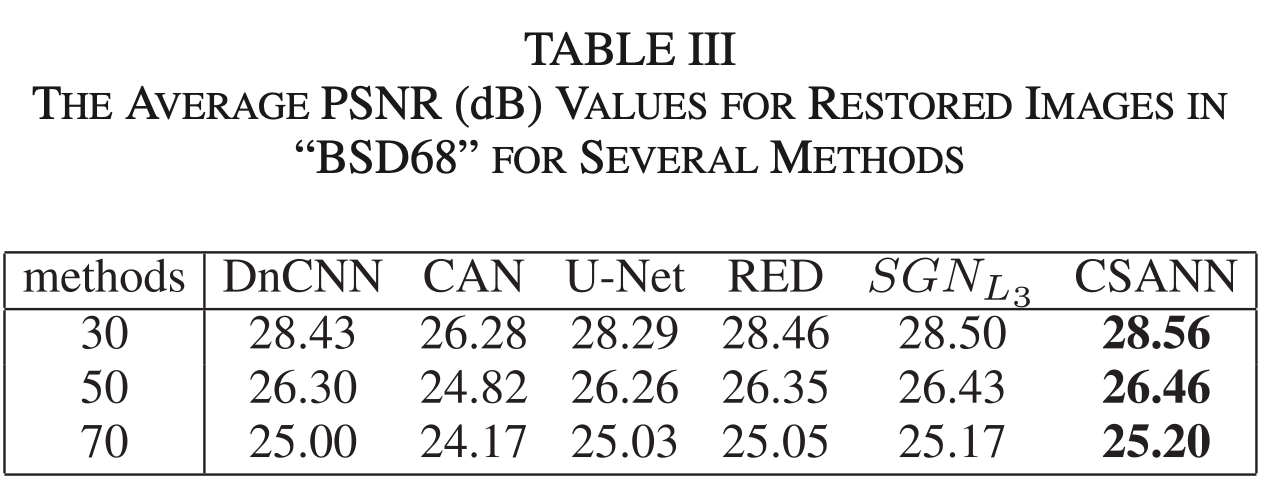 TABLE III
THE AVERAGE PSNR (dB) VALUES FOR RESTORED IMAGES IN
“BSD68” FOR SEVERAL METHODS
methods DnCNN CAN U-Net RED SGN_{L_3} CSANN
30 28.43 26.28 28.29 28.46 28.50 28.56
50 26.30 24.82 26.26 26.35 26.43 26.46
70 25.00 24.17 25.03 25.05 25.17 25.20